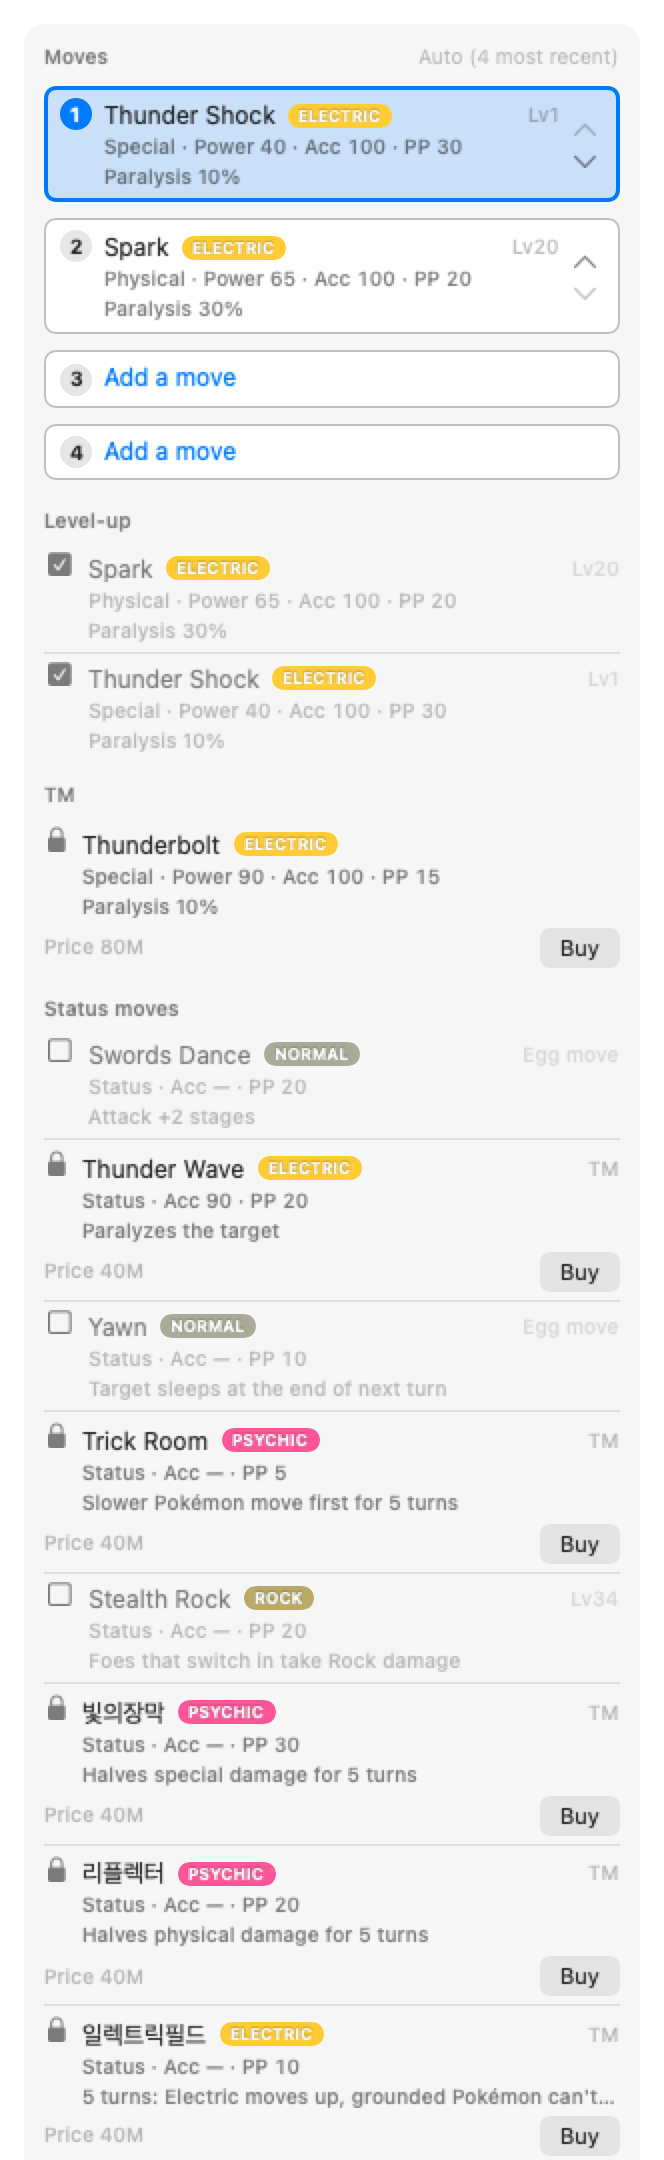 Moves Auto (4 most recent)
1 Thunder Shock ELECTRIC Lv1
Special · Power 40 · Acc 100 · PP 30
Paralysis 10%
2 Spark ELECTRIC Lv20
Physical · Power 65 · Acc 100 · PP 20
Paralysis 30%
3 Add a move
4 Add a move
Level-up
Spark ELECTRIC Lv20
Physical · Power 65 · Acc 100 · PP 20
Paralysis 30%
Thunder Shock ELECTRIC Lv1
Special · Power 40 · Acc 100 · PP 30
Paralysis 10%
TM
Thunderbolt ELECTRIC
Special · Power 90 · Acc 100 · PP 15
Paralysis 10%
Price 80M Buy
Status moves
Swords Dance NORMAL Egg move
Status · Acc — · PP 20
Attack +2 stages
Thunder Wave ELECTRIC TM
Status · Acc 90 · PP 20
Paralyzes the target
Price 40M Buy
Yawn NORMAL Egg move
Status · Acc — · PP 10
Target sleeps at the end of next turn
Trick Room PSYCHIC TM
Status · Acc — · PP 5
Slower Pokémon move first for 5 turns
Price 40M Buy
Stealth Rock ROCK Lv34
Status · Acc — · PP 20
Foes that switch in take Rock damage
빛의장막 PSYCHIC TM
Status · Acc — · PP 30
Halves special damage for 5 turns
Price 40M Buy
리플렉터 PSYCHIC TM
Status · Acc — · PP 20
Halves physical damage for 5 turns
Price 40M Buy
일렉트릭필드 ELECTRIC TM
Status · Acc — · PP 10
5 turns: Electric moves up, grounded Pokémon can't...
Price 40M Buy